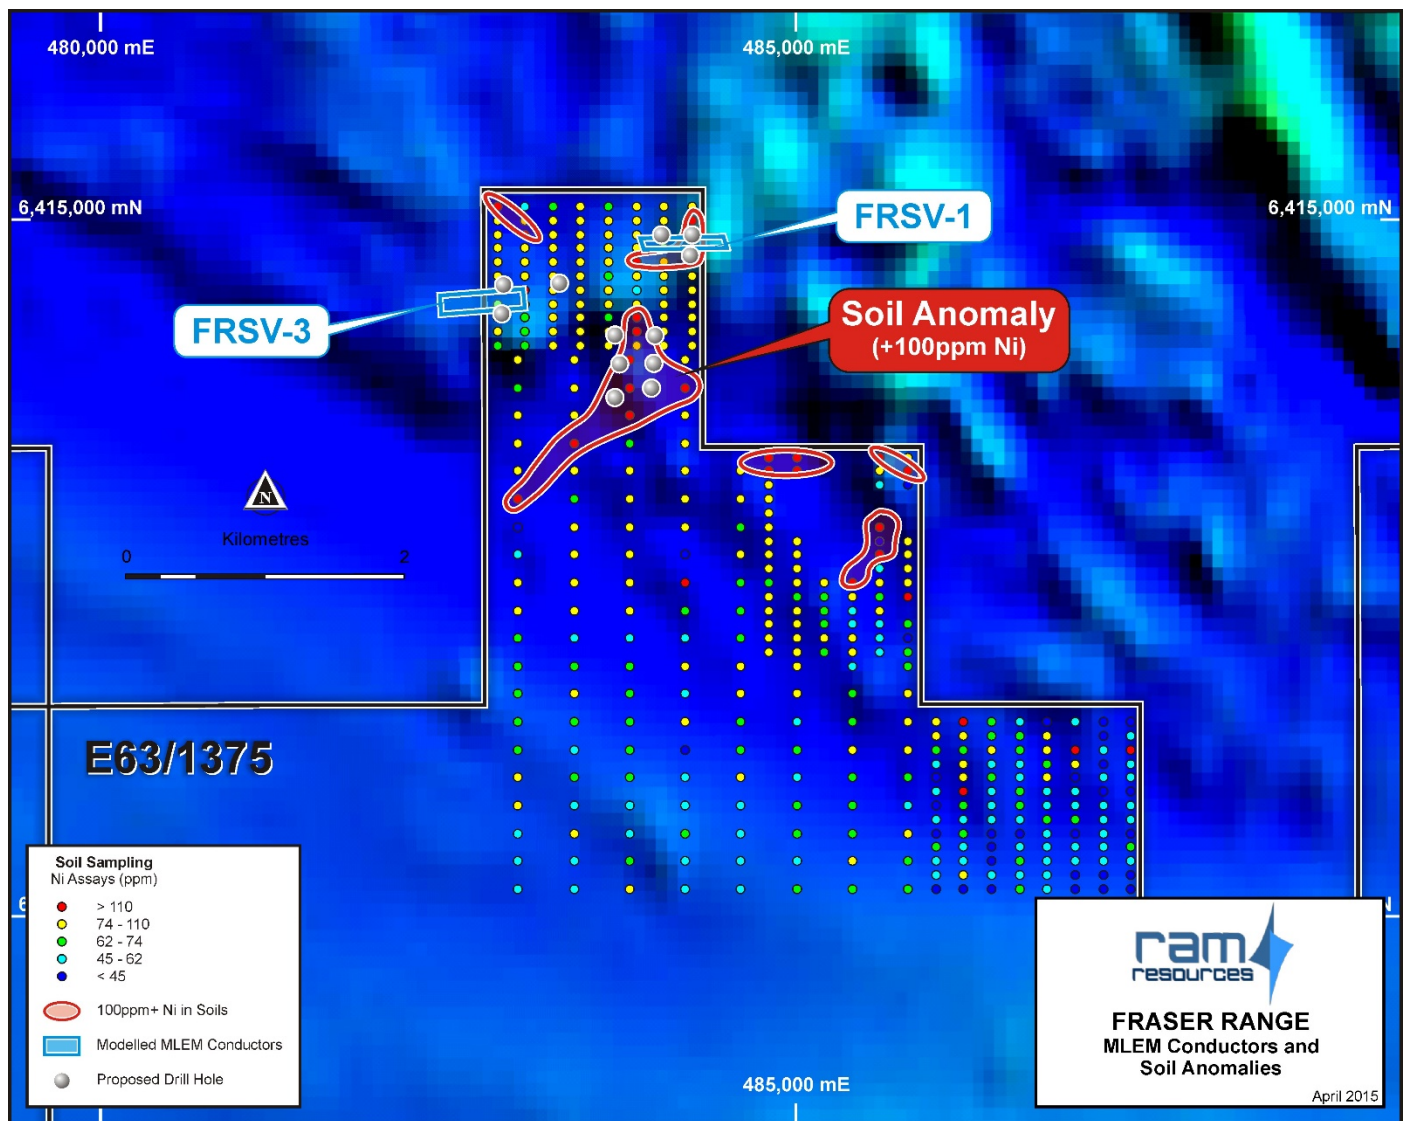 480,000 mE
485,000 mE
6,415,000 mN
6,415,000 mN
FRSV-1
FRSV-3
Soil Anomaly
(+100ppm Ni)
N
Kilometres
0 2
E63/1375
Soil Sampling
Ni Assays (ppm)
> 110
74 - 110
62 - 74
45 - 62
< 45
100ppm+ Ni in Soils
Modelled MLEM Conductors
Proposed Drill Hole
6
N
485,000 mE
ram
resources
FRASER RANGE
MLEM Conductors and
Soil Anomalies
April 2015